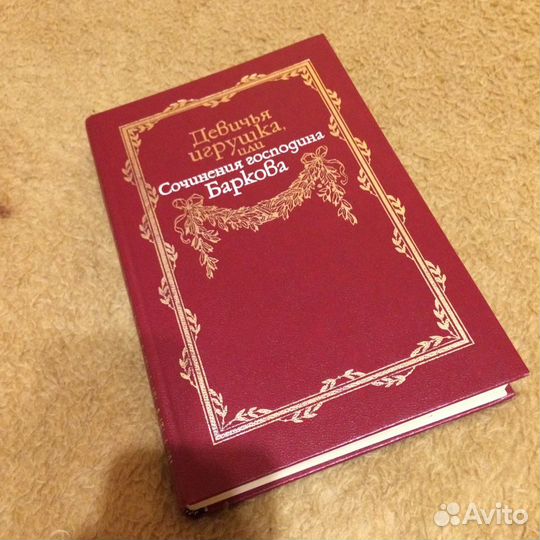 Девичья
игрушка,
или
Сочинения господина
Баркова
Avito